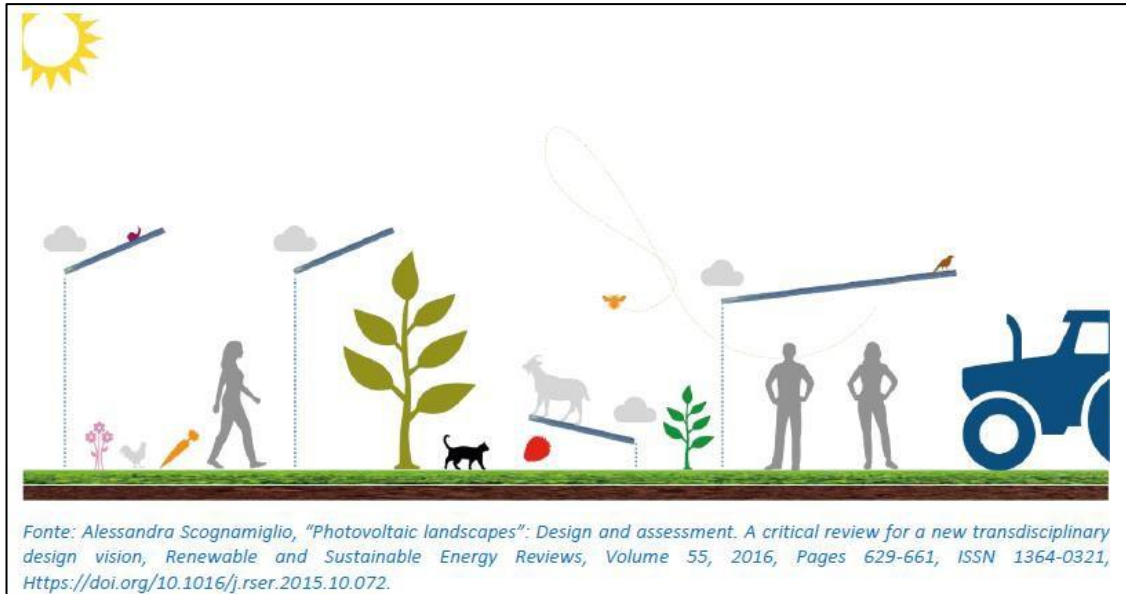 Fonte: Alessandra Scognamiglio, “Photovoltaic landscapes”: Design and assessment. A critical review for a new transdisciplinary
design vision, Renewable and Sustainable Energy Reviews, Volume 55, 2016, Pages 629-661, ISSN 1364-0321,
Https://doi.org/10.1016/j.rser.2015.10.072.